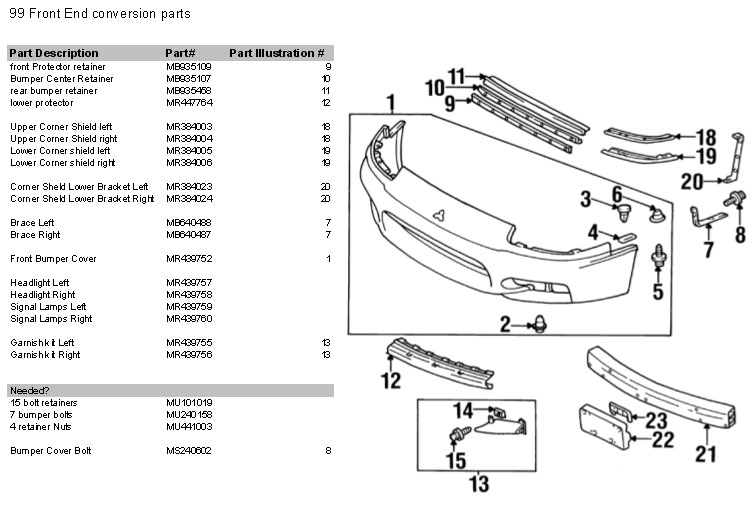 99 Front End conversion parts
Part Description Part# Part Illustration #
front Protector retainer MB935109 9
Bumper Center Retainer MB935107 10
rear bumper retainer MB935458 11
lower protector MR447764 12
Upper Corner Shield left MR384003 18
Upper Corner Shield right MR384004 18
Lower Corner shield left MR384005 19
Lower Corner shield right MR384006 19
Corner Sheld Lower Bracket Left MR384023 20
Corner Sheld Lower Bracket Right MR384024 20
Brace Left MB640488 7
Brace Right MB640487 7
Front Bumper Cover MR439752 1
Headlight Left MR439757
Headlight Right MR439758
Signal Lamps Left MR439759
Signal Lamps Right MR439760
Garnish kit Left MR439755 13
Garnish kit Right MR439756 13
Needed?
15 bolt retainers MU101019
7 bumper bolts MU240158
4 retainer Nuts MU441003
Bumper Cover Bolt MS240602 8
11
10
9
1
18
19
20
3
6
4
7
8
5
2
12
14
15
13
23
22
21